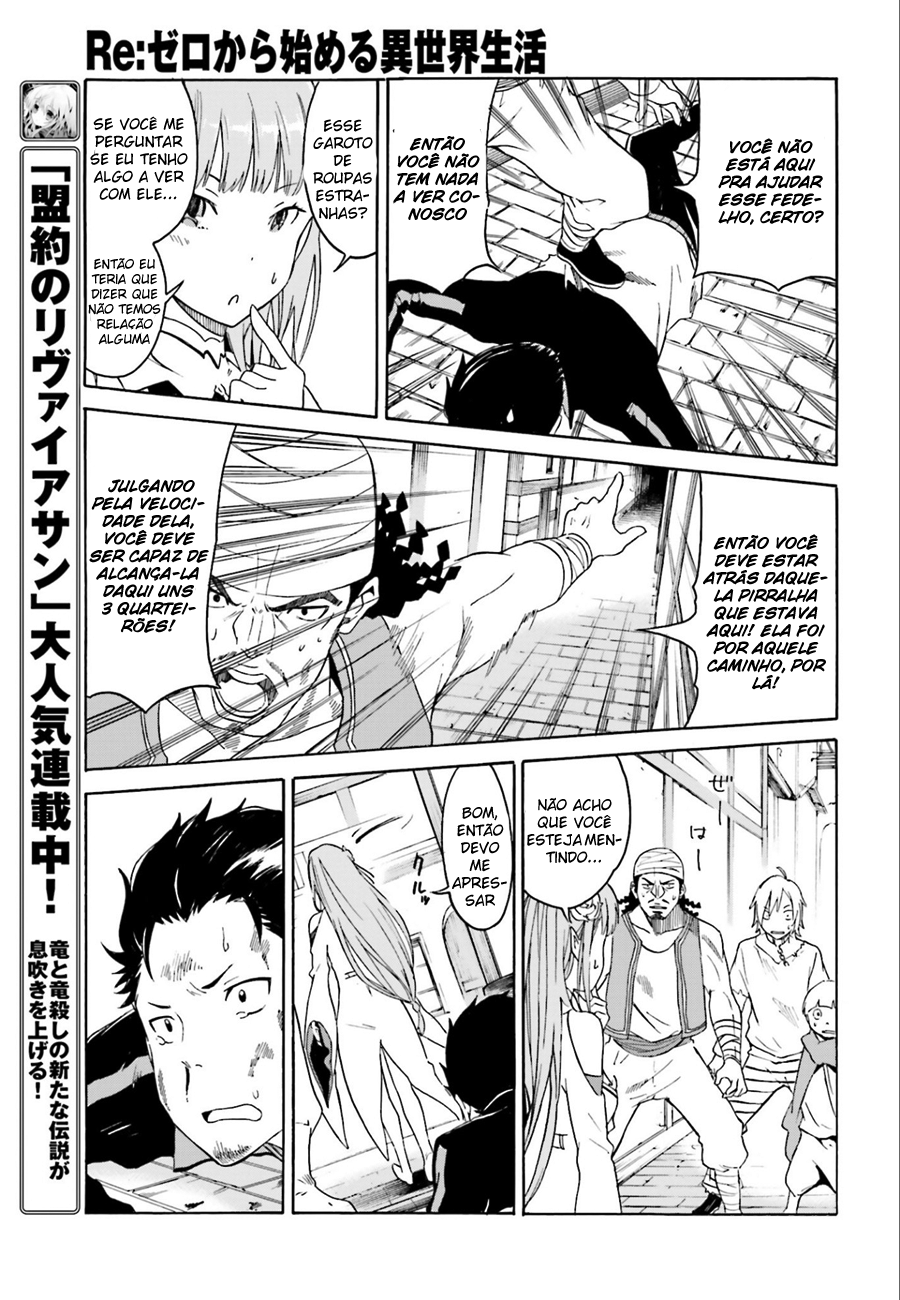 Re:ゼロから始める異世界生活
VOCÊ NÃO
ESTÁ AQUI
PRA AJUDAR
ESSE FEDE-
LHO, CERTO?
ENTÃO
VOCÊ NÃO
TEM NADA
A VER CO-
NOSCO
ESSE
GAROTO
DE
ROUPAS
ESTRA-
NHAS?
SE VOCÊ ME
PERGUNTAR
SE EU TENHO
ALGO A VER
COM ELE...
ENTÃO EU
TERIA QUE
DIZER QUE
NÃO TEMOS
RELAÇÃO
ALGUMA
ENTÃO VOCÊ
DEVE ESTAR
ATRÁS DAQUE-
LA PIRRALHA
QUE ESTAVA
AQUI! ELA FOI
POR AQUELE
CAMINHO, POR
LÁ!
JULGANDO
PELA VELOCI-
DADE DELA,
VOCÊ DEVE
SER CAPAZ DE
ALCANÇA-LA
DAQUI UNS
3 QUARTEI-
RÕES!
NÃO ACHO
QUE VOCÊ
ESTEJA MEN-
TINDO...
ぜー
はー
BOM,
ENTÃO
DEVO
ME
APRES-
SAR
くる
「盟約のリヴァイアサン」大人気連載中!
竜と竜殺しの新たな伝説が
息吹きを上げる!